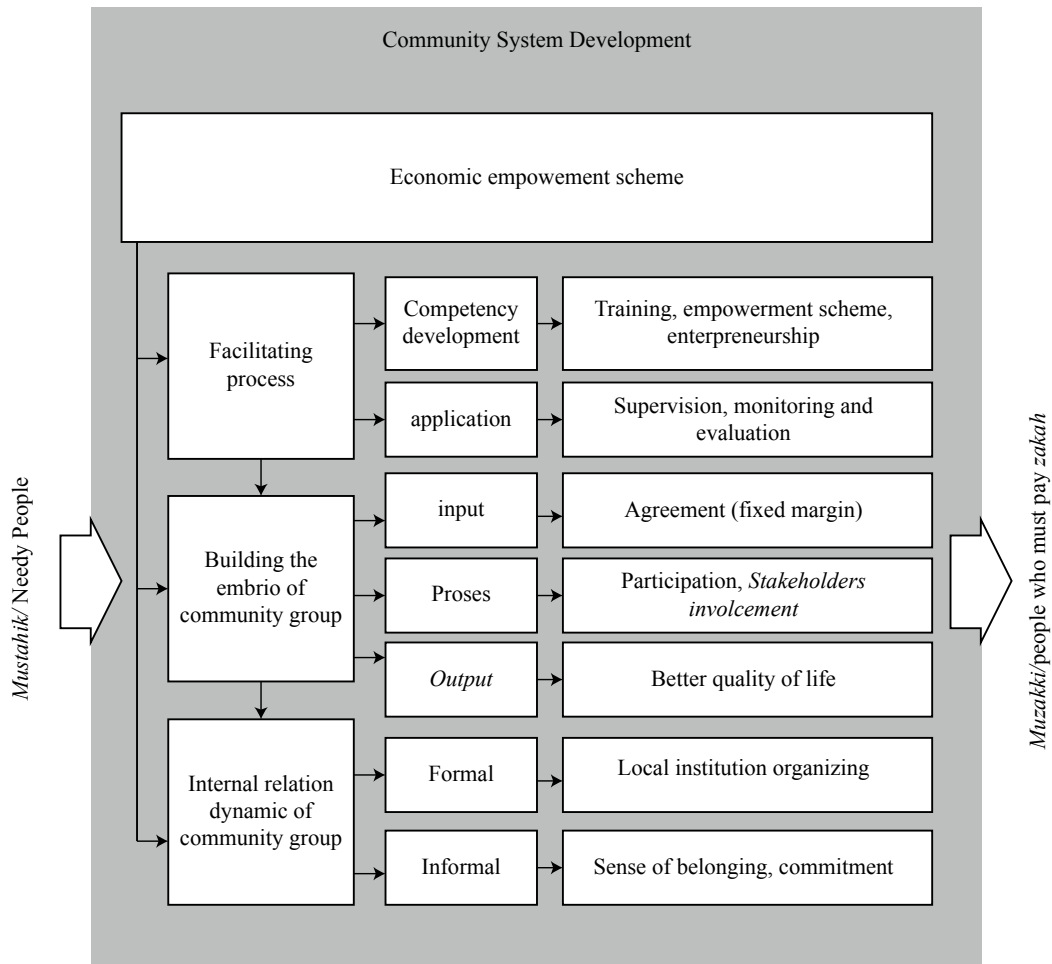 Community System Development
Economic empowement scheme
Facilitating
process
Competency
development
Training, empowerment scheme,
enterpreneurship
application
Supervision, monitoring and
evaluation
Mustahik/ Needy People
Building the
embrio of
community group
input
Agreement (fixed margin)
Proses
Participation, Stakeholders
involcement
Output
Better quality of life
Internal relation
dynamic of
community group
Formal
Local institution organizing
Informal
Sense of belonging, commitment
Muzakki/people who must pay zakah